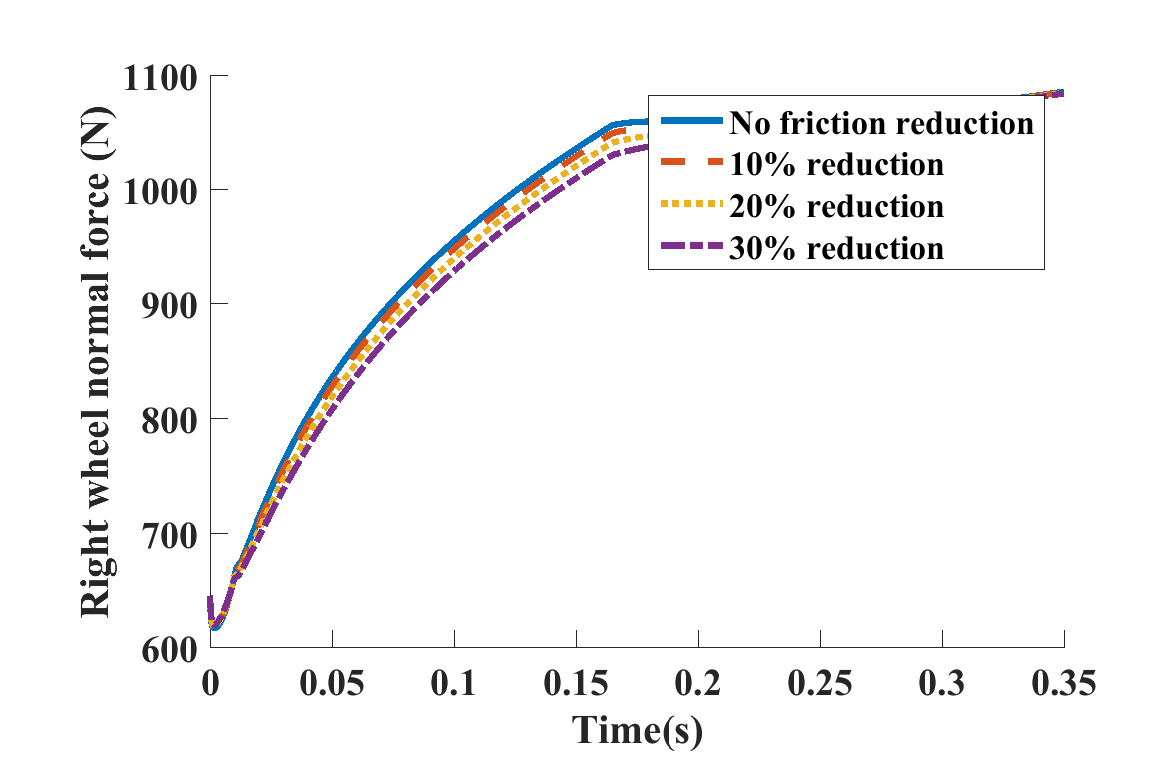 Right wheel normal force (N)
1100
1000
900
800
700
600
No friction reduction
10% reduction
20% reduction
30% reduction
0 0.05 0.1 0.15 0.2 0.25 0.3 0.35
Time(s)